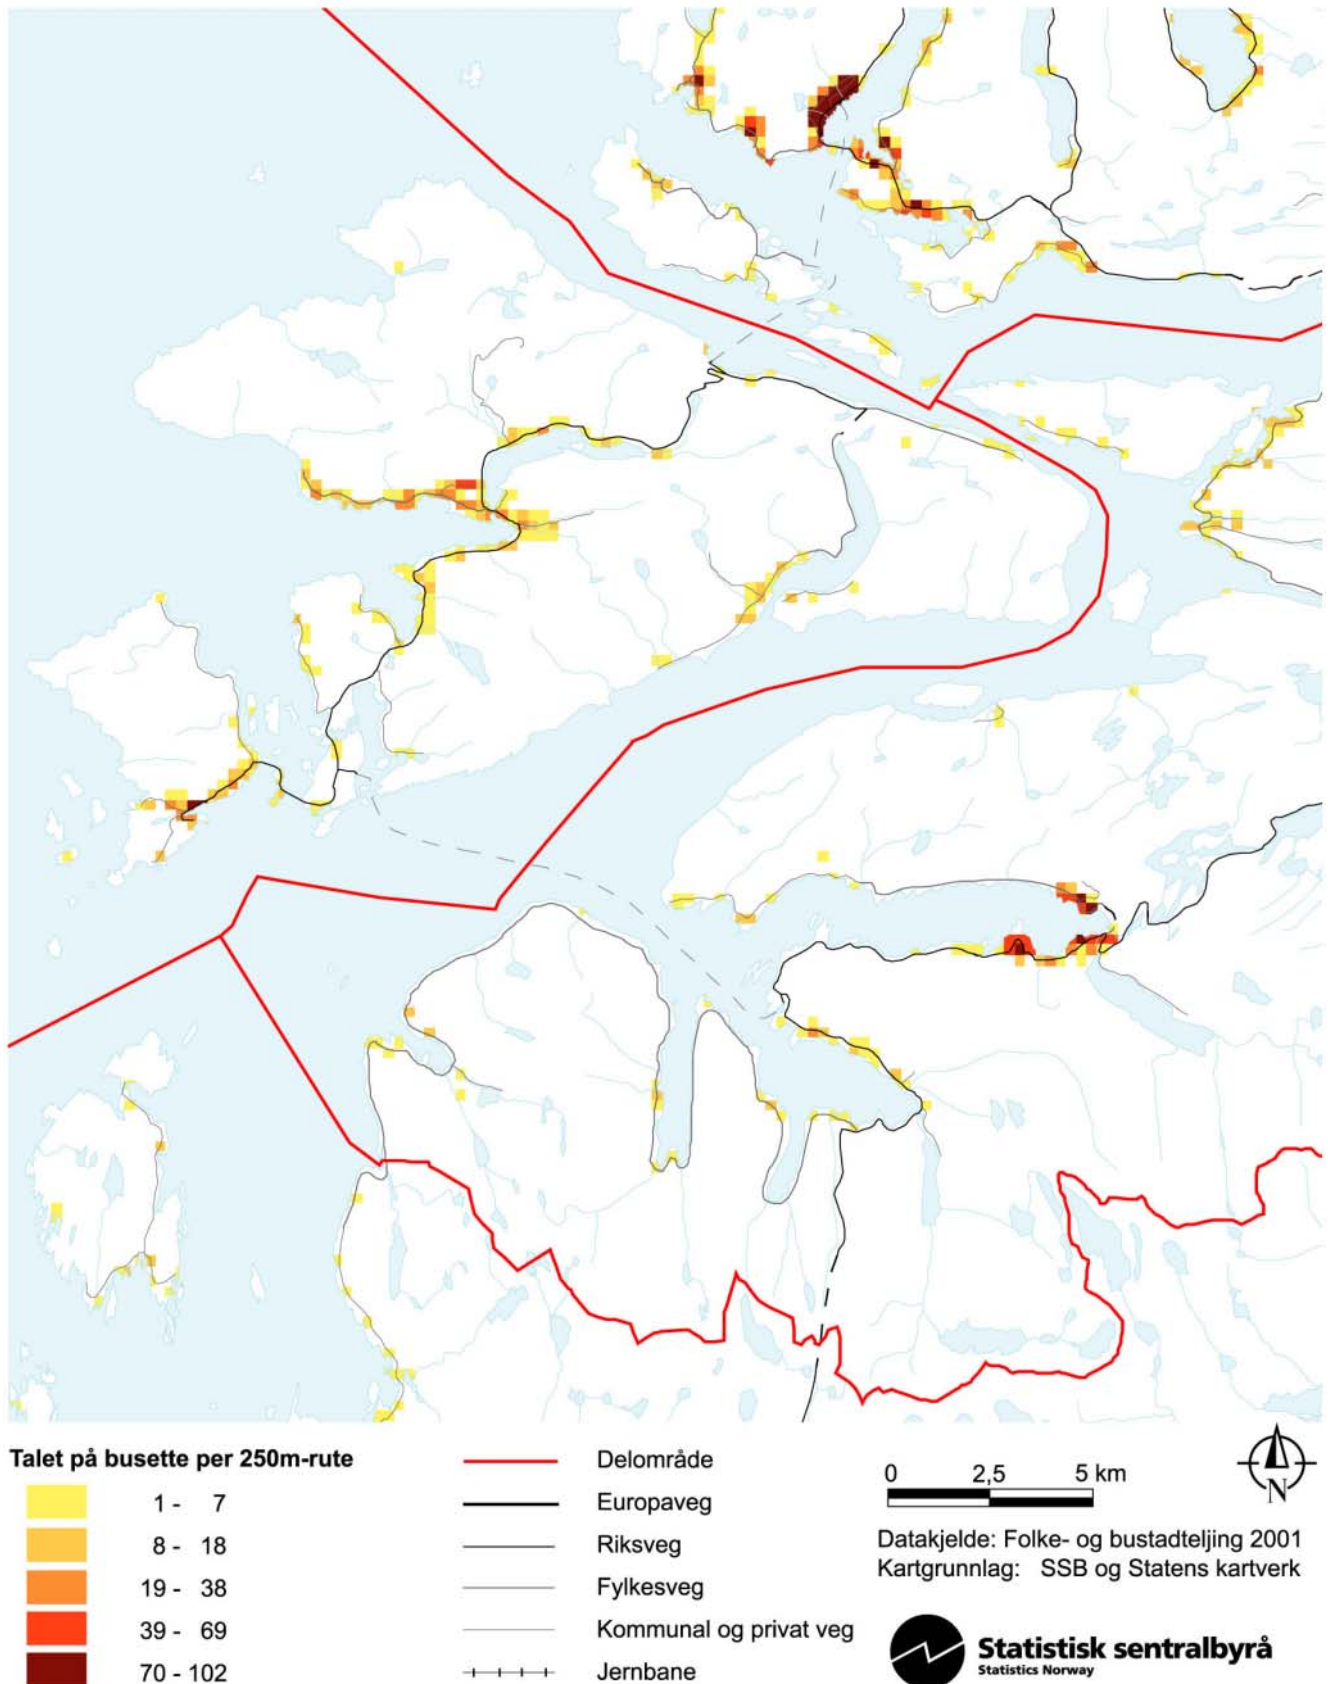 Talet på busette per 250m-rute
1 - 7
8 - 18
19 - 38
39 - 69
70 - 102
Delområde
Europaveg
Riksveg
Fylkesveg
Kommunal og privat veg
Jernbane
0 2,5 5 km
N
Datakjelde: Folke- og bustadteljing 2001
Kartgrunnlag: SSB og Statens kartverk
Statistisk sentralbyrå
Statistics Norway